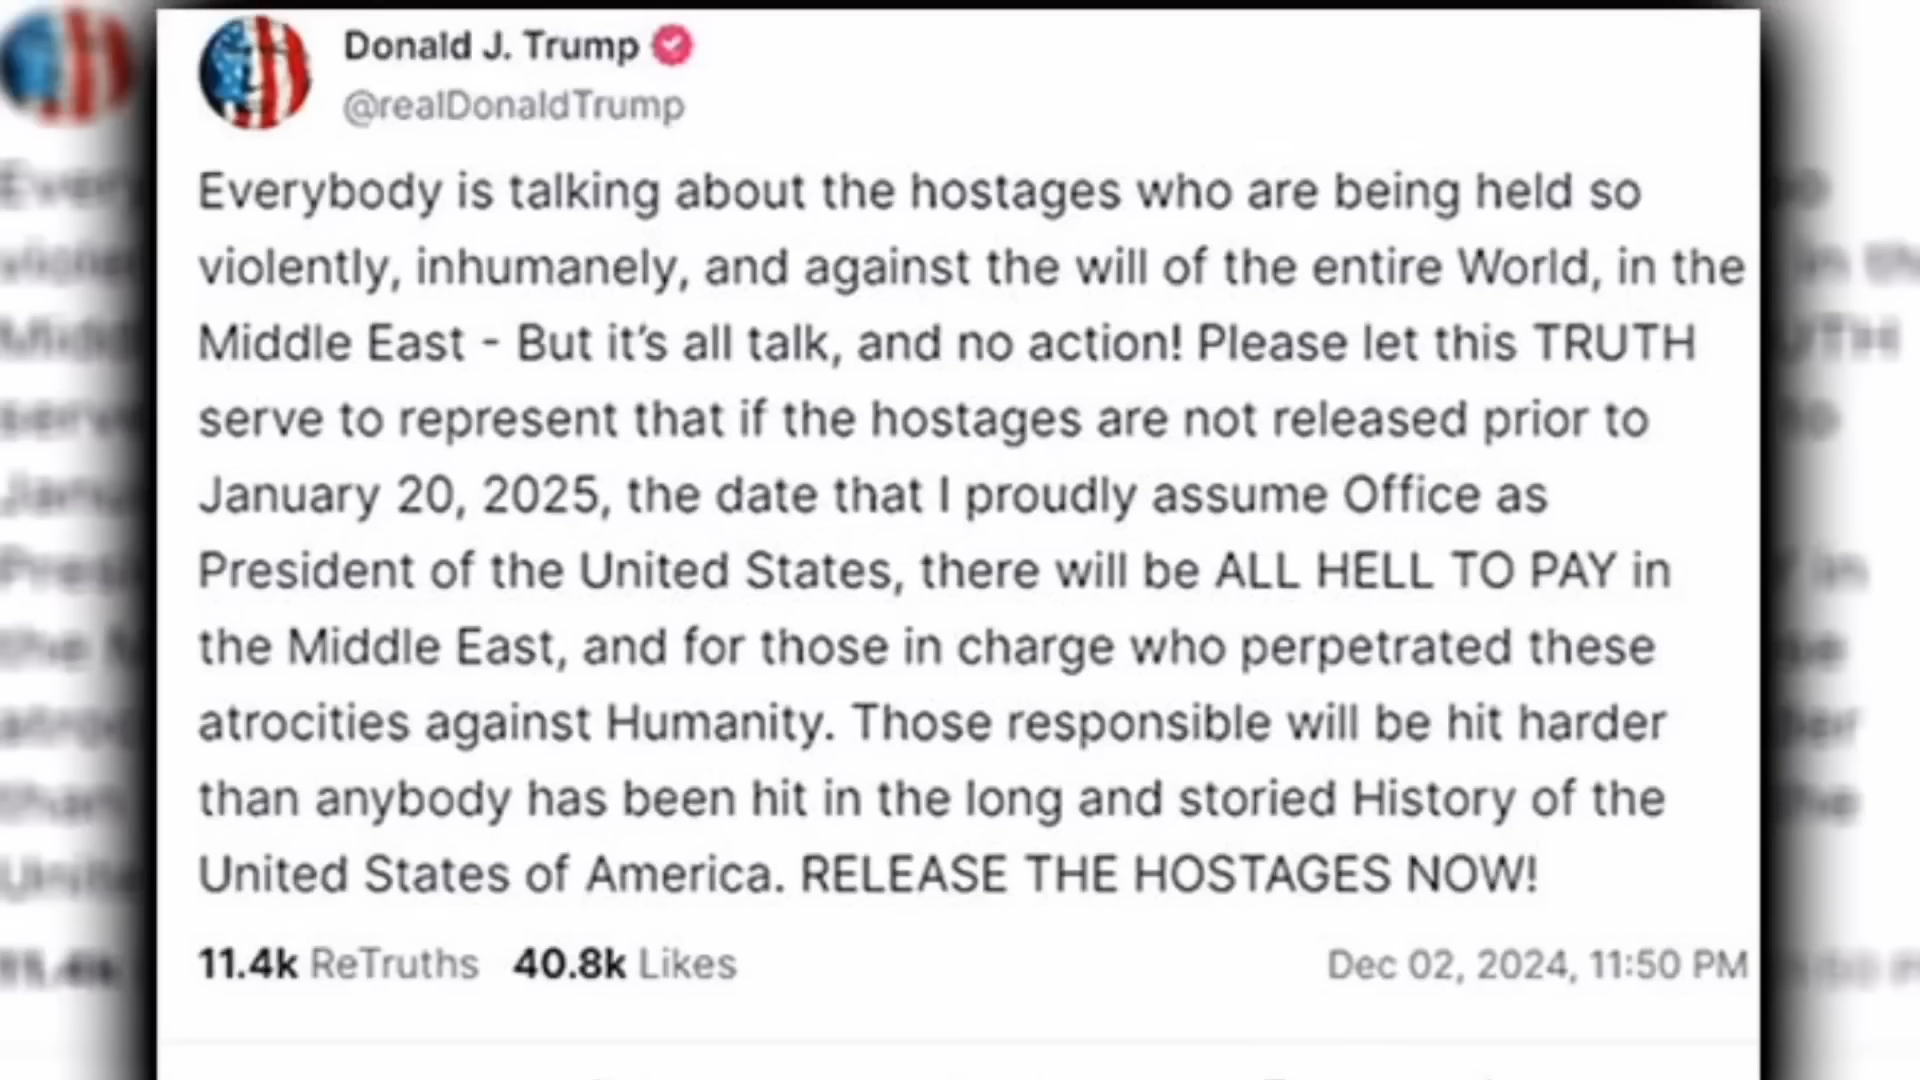 Donald J. Trump
@realDonaldTrump
Everybody is talking about the hostages who are being held so
violently, inhumanely, and against the will of the entire World, in the
Middle East - But it’s all talk, and no action! Please let this TRUTH
serve to represent that if the hostages are not released prior to
January 20, 2025, the date that I proudly assume Office as
President of the United States, there will be ALL HELL TO PAY in
the Middle East, and for those in charge who perpetrated these
atrocities against Humanity. Those responsible will be hit harder
than anybody has been hit in the long and storied History of the
United States of America. RELEASE THE HOSTAGES NOW!
11.4k ReTruths 40.8k Likes Dec 02, 2024, 11:50 PM